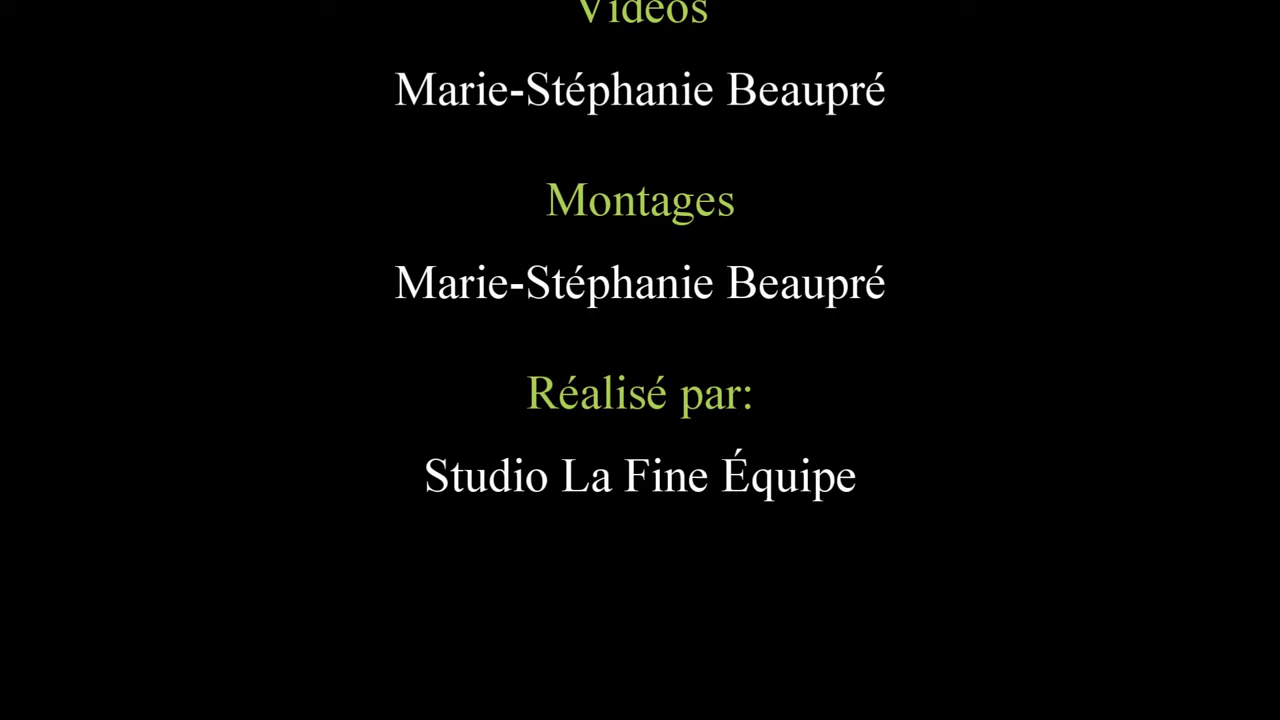 Vidéos
Marie-Stéphanie Beaupré
Montages
Marie-Stéphanie Beaupré
Réalisé par:
Studio La Fine Équipe